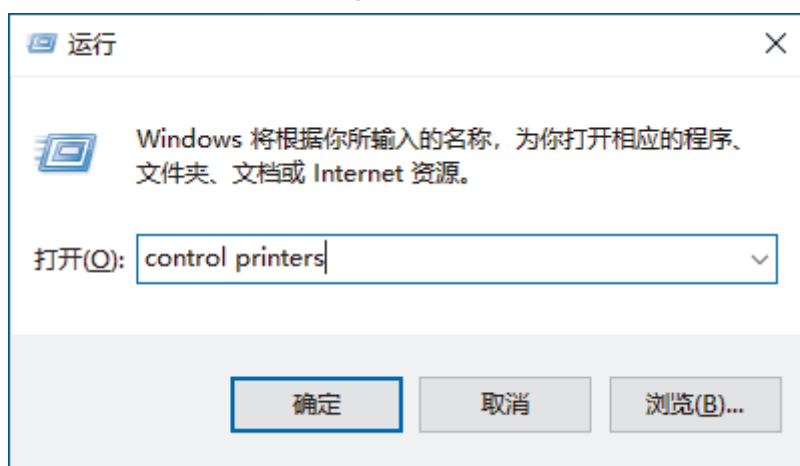 运行
Windows 将根据你所输入的名称，为你打开相应的程序、
文件夹、文档或 Internet 资源。
打开(O): control printers
确定 取消 浏览(B)...